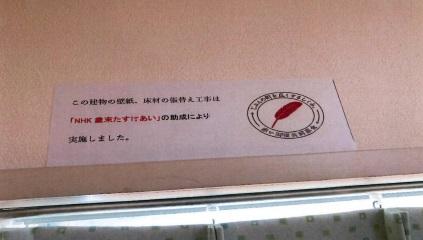 この建物の壁紙、床材の張替え工事は
「NHK歳末たすけあい」の助成により
実施しました。